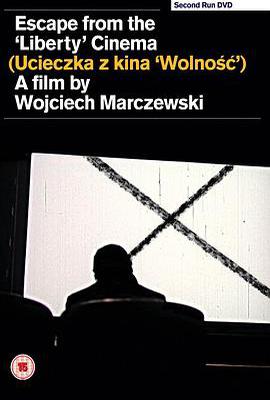 Second Run DVD
Escape from the
‘Liberty’ Cinema
(Ucieczka z kina ‘Wolność’)
A film by
Wojciech Marczewski
15